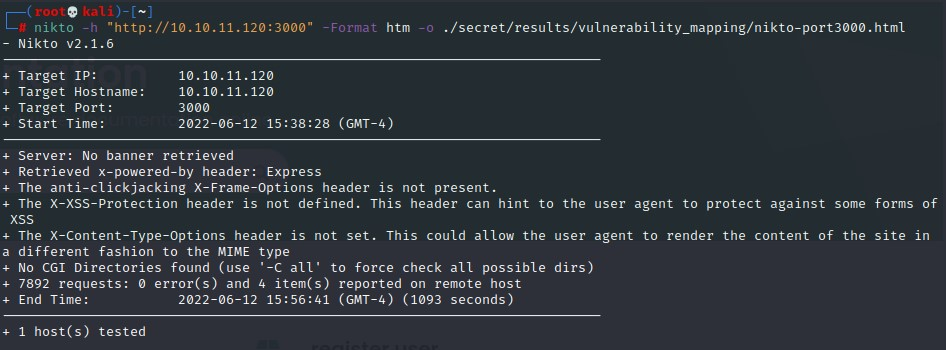 ┌──(root💀kali)-[~]
└─# nikto -h "http://10.10.11.120:3000" -Format htm -o ./secret/results/vulnerability_mapping/nikto-port3000.html
- Nikto v2.1.6
+ Target IP:          10.10.11.120
+ Target Hostname:    10.10.11.120
+ Target Port:        3000
+ Start Time:         2022-06-12 15:38:28 (GMT-4)
+ Server: No banner retrieved
+ Retrieved x-powered-by header: Express
+ The anti-clickjacking X-Frame-Options header is not present.
+ The X-XSS-Protection header is not defined. This header can hint to the user agent to protect against some forms of
 XSS
+ The X-Content-Type-Options header is not set. This could allow the user agent to render the content of the site in
a different fashion to the MIME type
+ No CGI Directories found (use '-C all' to force check all possible dirs)
+ 7892 requests: 0 error(s) and 4 item(s) reported on remote host
+ End Time:           2022-06-12 15:56:41 (GMT-4) (1093 seconds)
+ 1 host(s) tested
register user